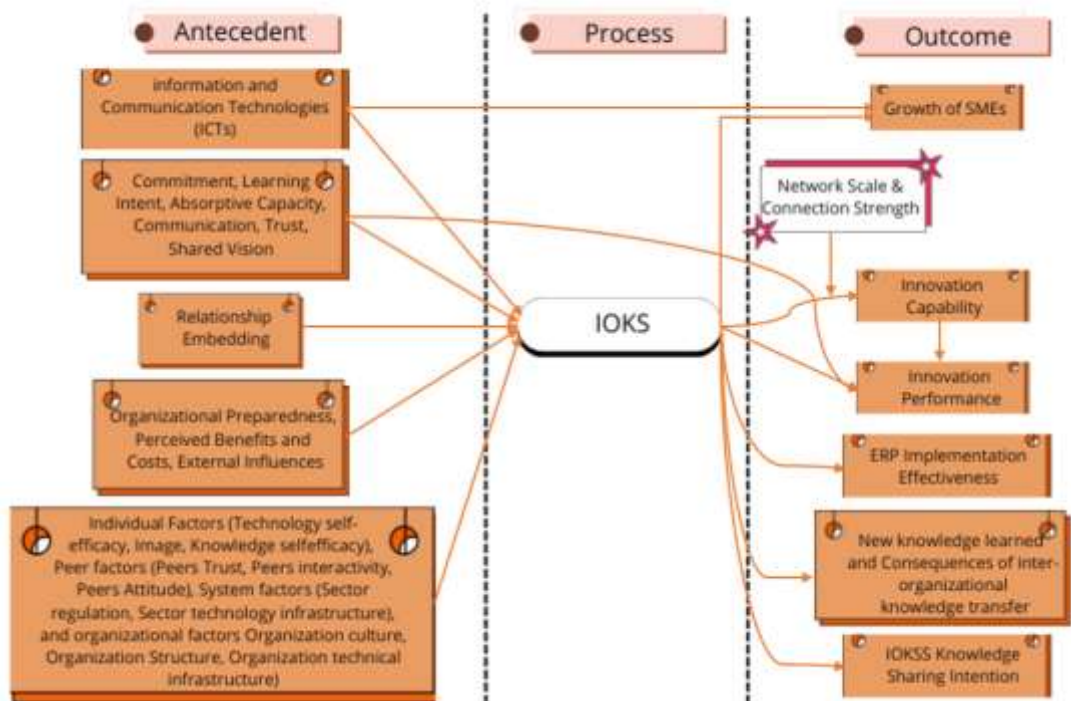 Antecedent
Process
Outcome
information and
Communication Technologies
(ICTs)
Commitment, Learning
Intent, Absorptive Capacity,
Communication, Trust,
Shared Vision
Relationship
Embedding
Organizational Preparedness,
Perceived Benefits and
Costs, External Influences
Individual Factors (Technology self-
efficacy, Image, Knowledge selfefficacy),
Peer factors (Peers Trust, Peers interactivity,
Peers Attitude), System factors (Sector
regulation, Sector technology infrastructure),
and organizational factors Organization culture,
Organization Structure, Organization technical
infrastructure)
IOKS
Growth of SMEs
Network Scale &
Connection Strength
Innovation
Capability
Innovation
Performance
ERP Implementation
Effectiveness
New knowledge learned
and Consequences of inter-
organizational
knowledge transfer
IOKSS Knowledge
Sharing Intention